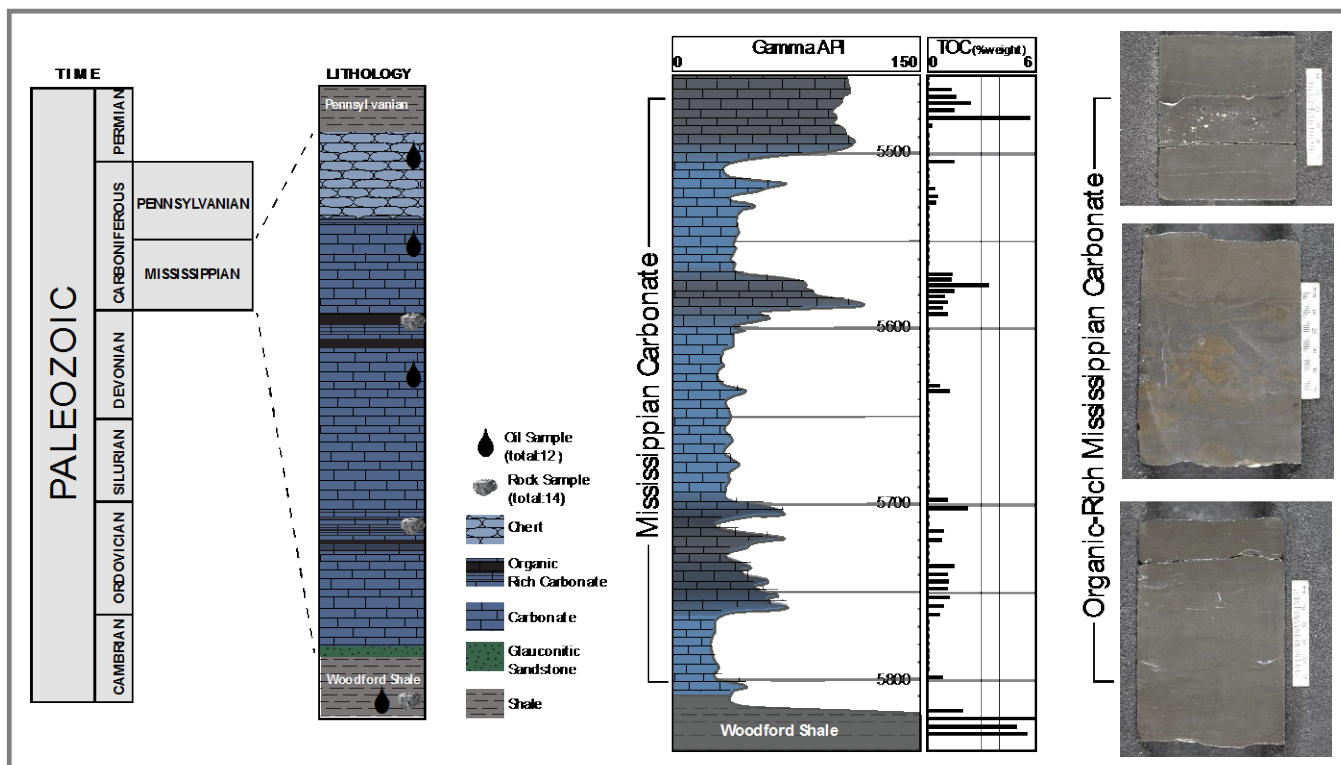 TIME
PALEOZOIC
PERMIAN
CARBONIFEROUS
DEVONIAN
SILURIAN
ORDOVICIAN
CAMBRIAN
PENNSYLVANIAN
MISSISSIPPIAN
LITHOLOGY
Pennsylvanian
Woodford Shale
Oil Sample
(total:12)
Rock Sample
(total:14)
Chert
Organic
Rich Carbonate
Carbonate
Glauconitic
Sandstone
Shale
Mississippian Carbonate
Gamma API
0 150
5500
5600
5700
5800
Woodford Shale
TOC (%weight)
0 6
Organic-Rich Mississippian Carbonate